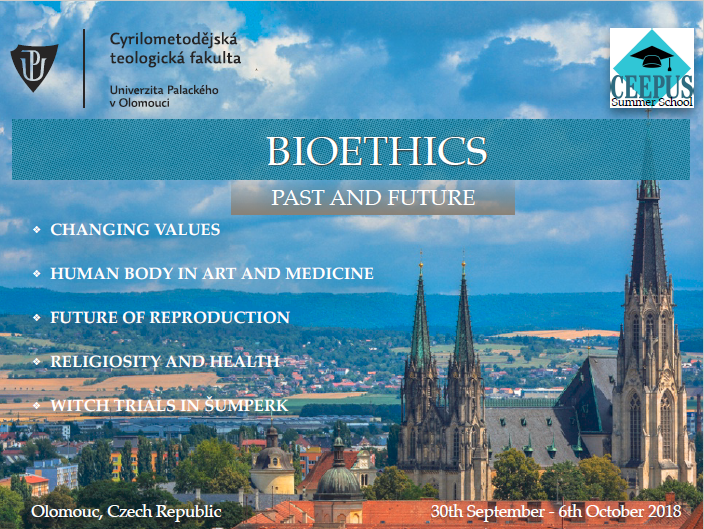 Cyrilometodějská
teologická fakulta
Univerzita Palackého
v Olomouci
UP
CEEPUS
Summer School
BIOETHICS
PAST AND FUTURE
❖ CHANGING VALUES
❖ HUMAN BODY IN ART AND MEDICINE
❖ FUTURE OF REPRODUCTION
❖ RELIGIOSITY AND HEALTH
❖ WITCH TRIALS IN ŠUMPERK
Olomouc, Czech Republic
30th September - 6th October 2018